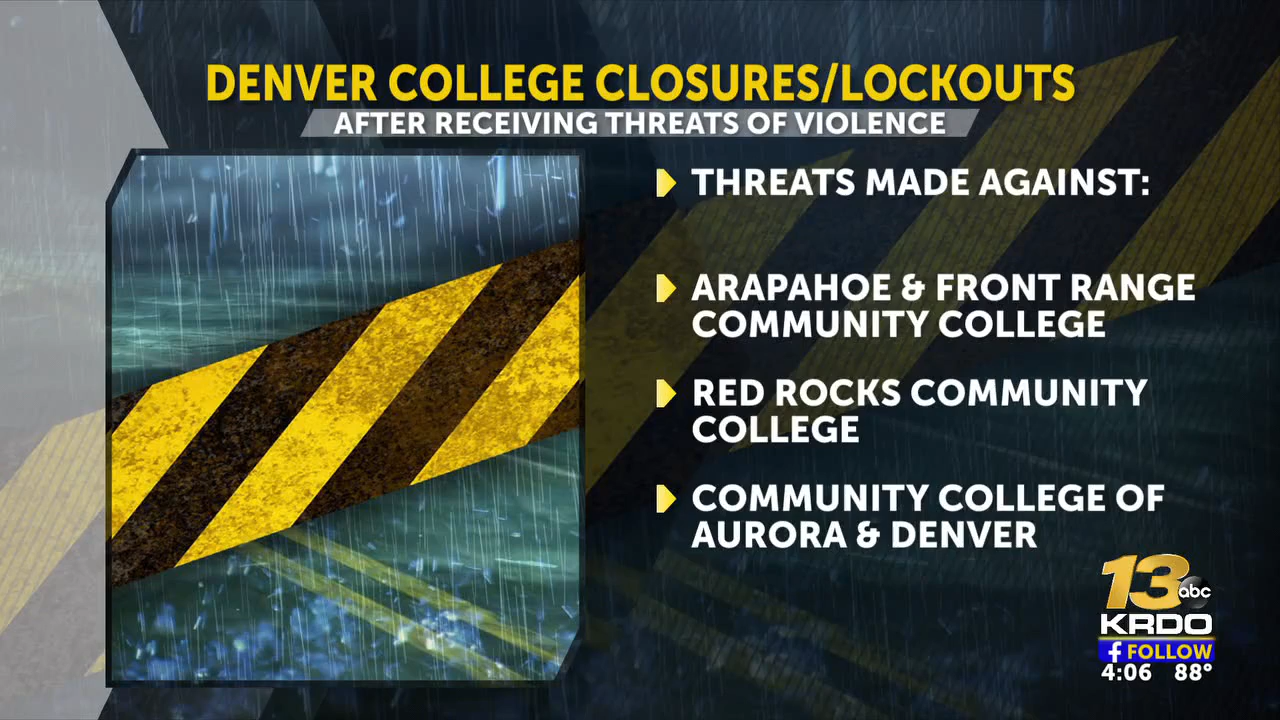 DENVER COLLEGE CLOSURES/LOCKOUTS
AFTER RECEIVING THREATS OF VIOLENCE
THREATS MADE AGAINST:
ARAPAHOE & FRONT RANGE
COMMUNITY COLLEGE
RED ROCKS COMMUNITY
COLLEGE
COMMUNITY COLLEGE OF
AURORA & DENVER
13 abc
KRDO
f FOLLOW
4:06 88°